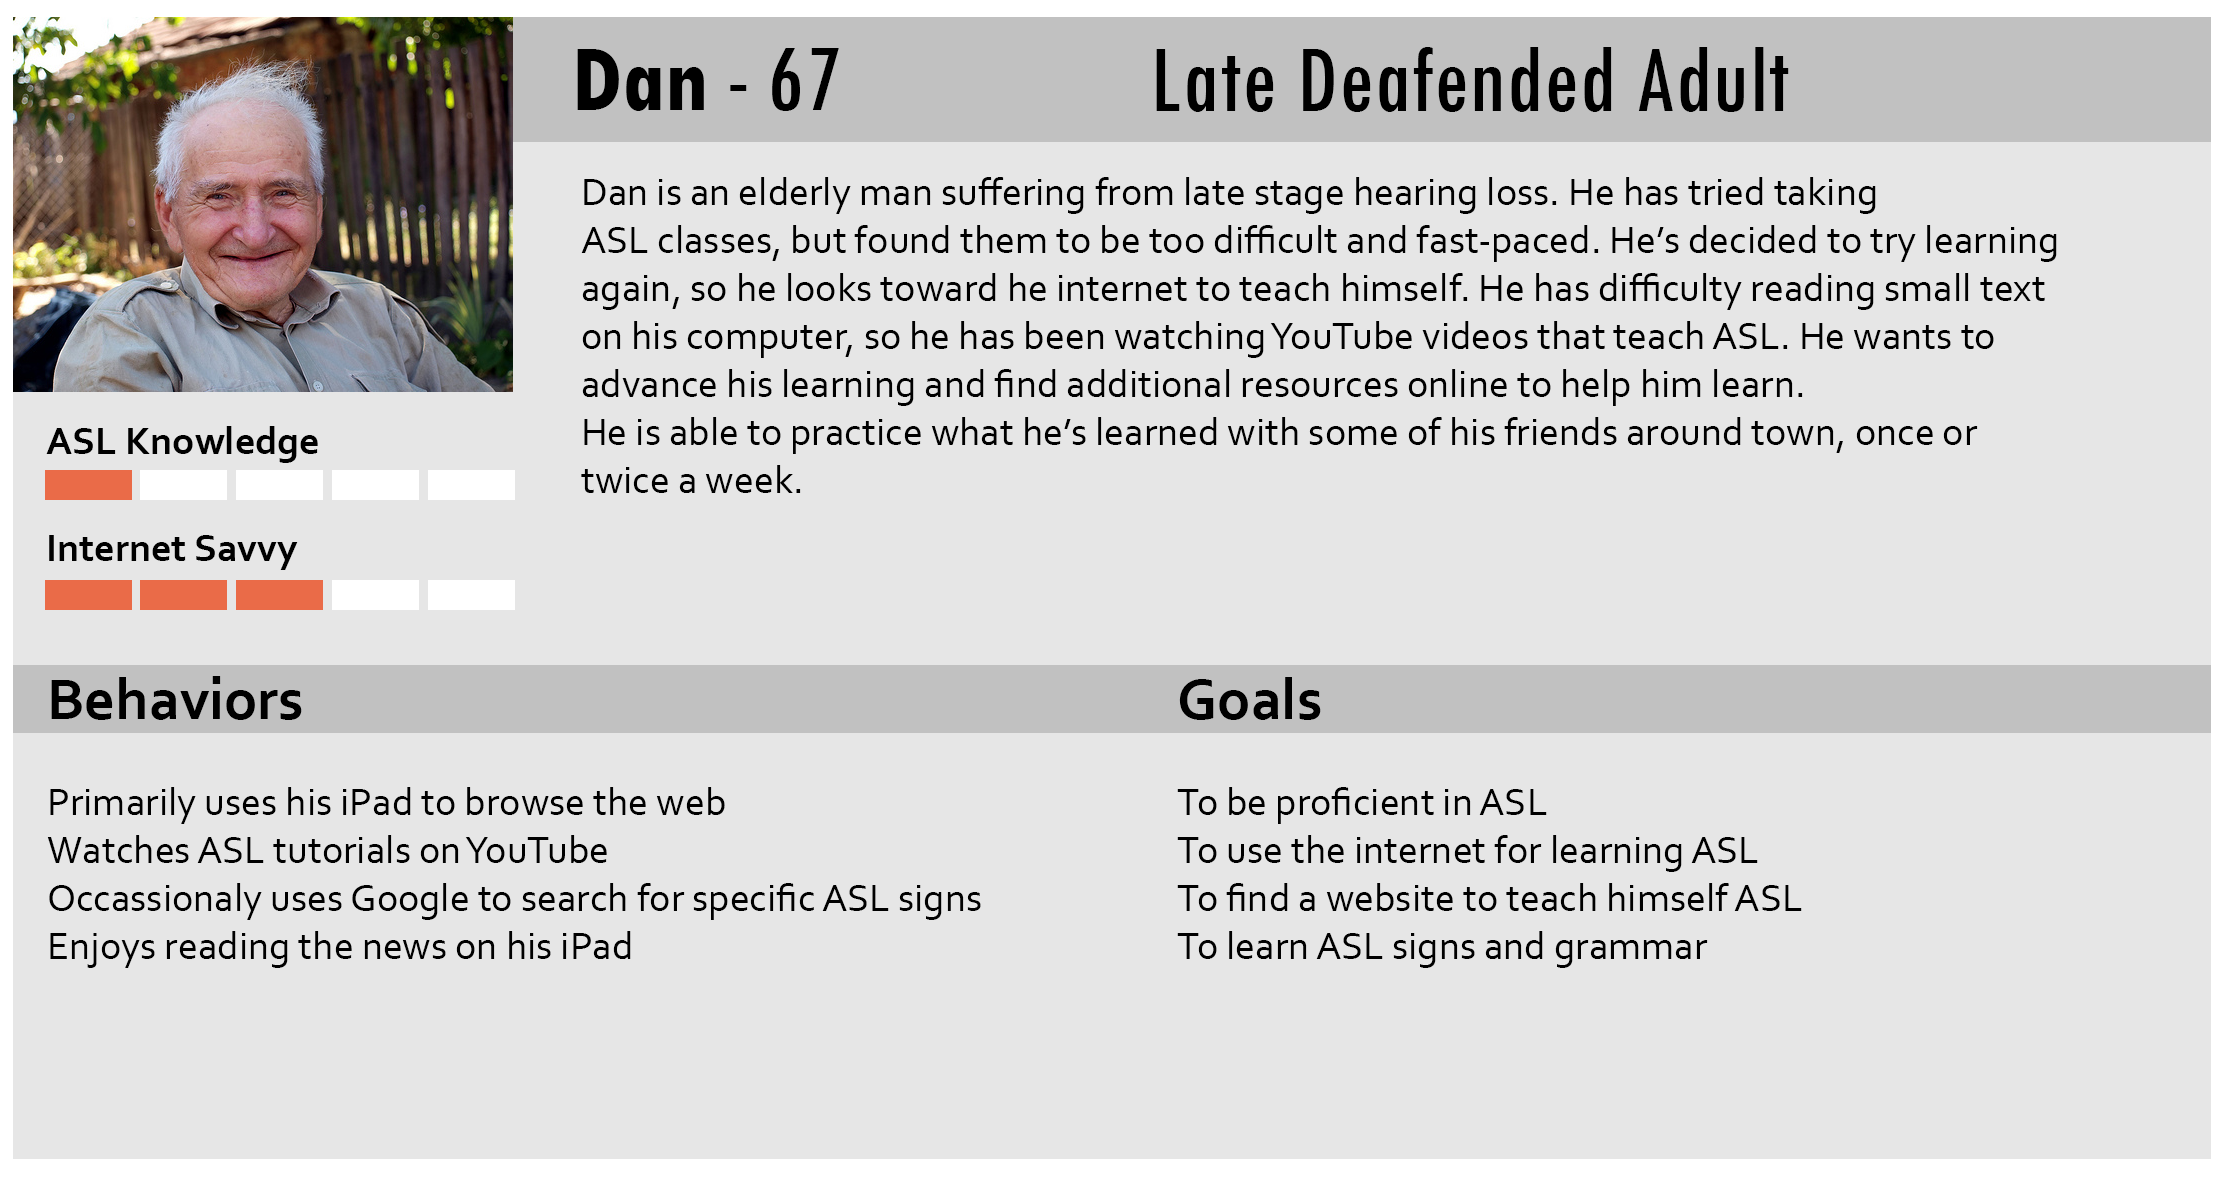 Dan - 67
Late Deafended Adult
Dan is an elderly man suffering from late stage hearing loss. He has tried taking
ASL classes, but found them to be too difficult and fast-paced. He’s decided to try learning
again, so he looks toward he internet to teach himself. He has difficulty reading small text
on his computer, so he has been watching YouTube videos that teach ASL. He wants to
advance his learning and find additional resources online to help him learn.
He is able to practice what he’s learned with some of his friends around town, once or
twice a week.
ASL Knowledge
Internet Savvy
Behaviors
Primarily uses his iPad to browse the web
Watches ASL tutorials on YouTube
Occassionaly uses Google to search for specific ASL signs
Enjoys reading the news on his iPad
Goals
To be proficient in ASL
To use the internet for learning ASL
To find a website to teach himself ASL
To learn ASL signs and grammar